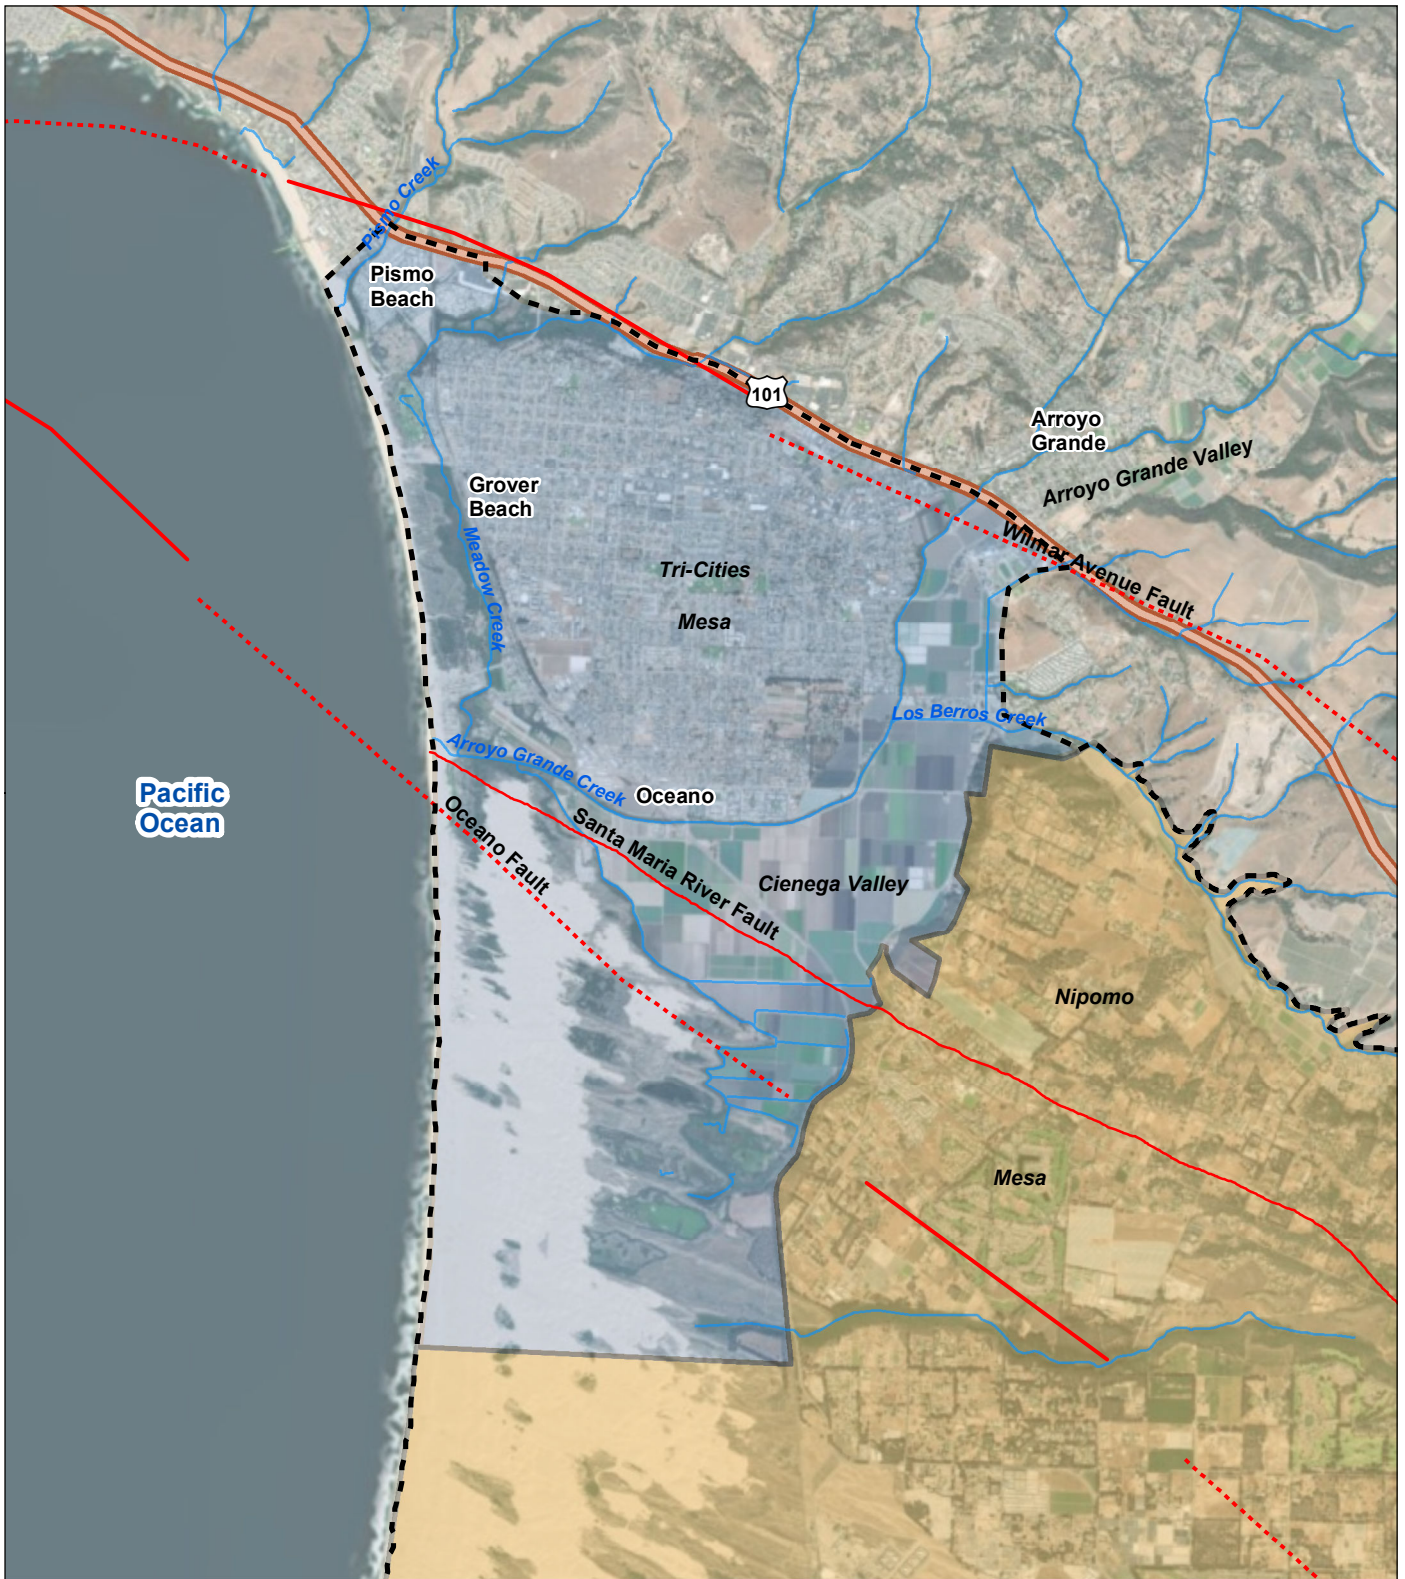 Pismo Creek
Pismo
Beach
101
Arroyo
Grande
Arroyo Grande Valley
Grover
Beach
Meadow Creek
Wilmar Avenue Fault
Tri-Cities
Mesa
Los Berros Creek
Arroyo Grande Creek
Pacific
Ocean
Oceano
Oceano Fault
Santa Maria River Fault
Cienega Valley
Nipomo
Mesa